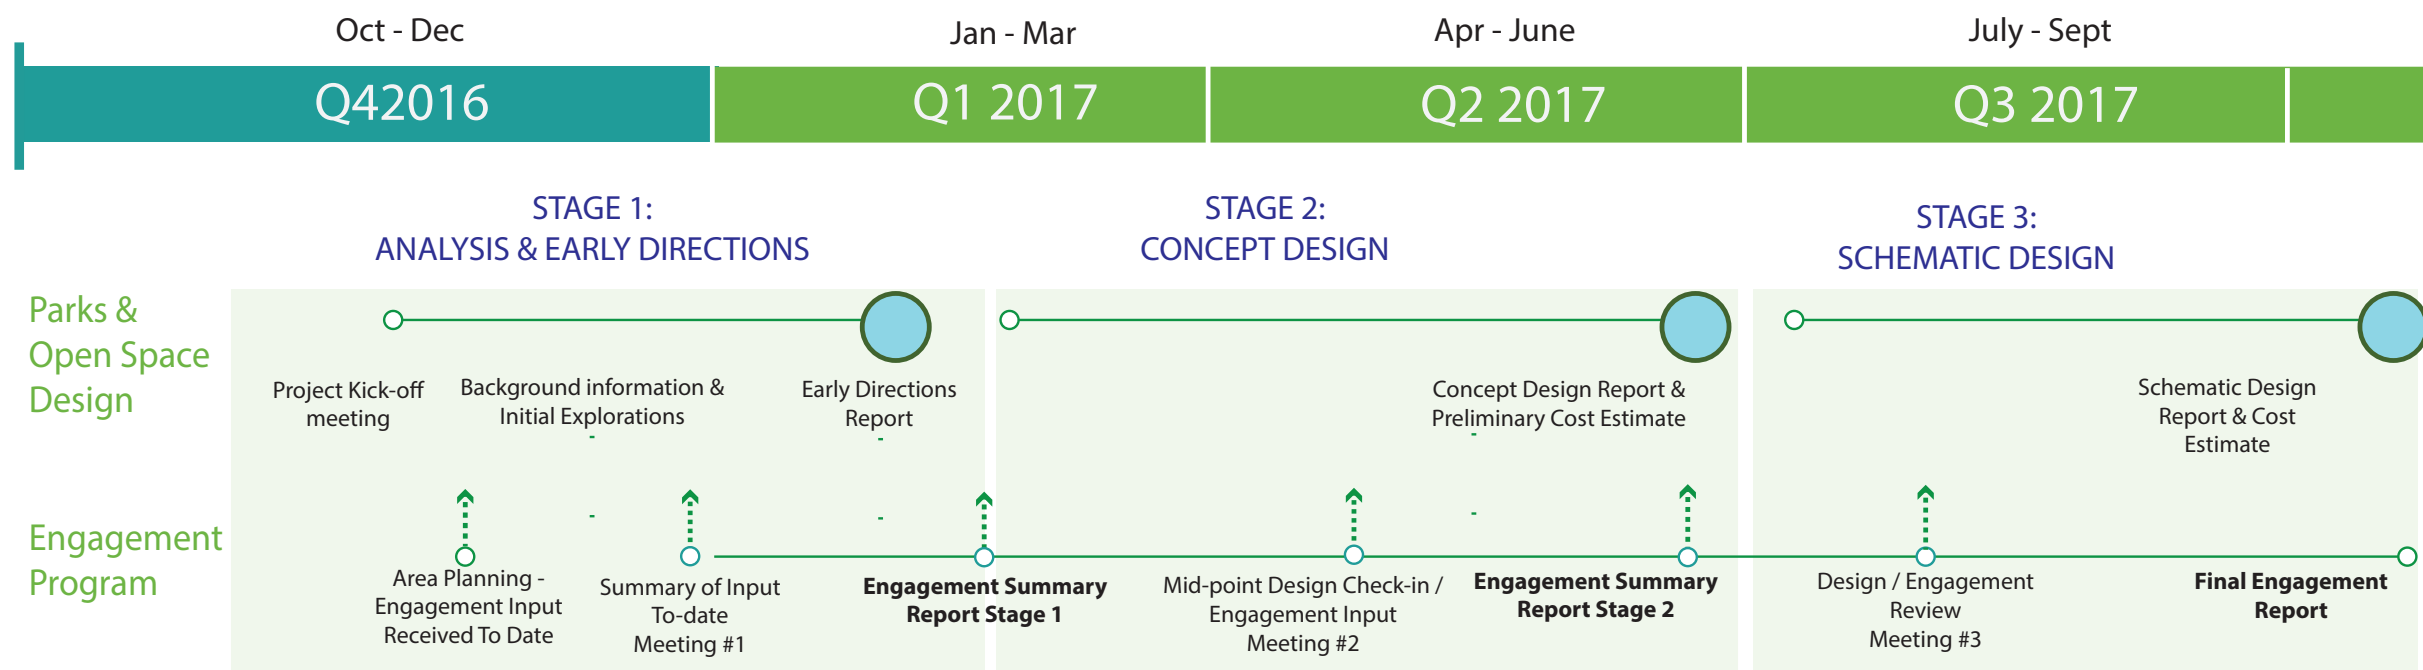 Oct - Dec
Jan - Mar
Apr - June
July - Sept
Q42016
Q1 2017
Q2 2017
Q3 2017
STAGE 1:
ANALYSIS & EARLY DIRECTIONS
STAGE 2:
CONCEPT DESIGN
STAGE 3:
SCHEMATIC DESIGN
Parks &
Open Space
Design
Project Kick-off
meeting
Background information &
Initial Explorations
Early Directions
Report
Concept Design Report &
Preliminary Cost Estimate
Schematic Design
Report & Cost
Estimate
Engagement
Program
Area Planning -
Engagement Input
Received To Date
Summary of Input
To-date
Meeting #1
Engagement Summary
Report Stage 1
Mid-point Design Check-in /
Engagement Input
Meeting #2
Engagement Summary
Report Stage 2
Design / Engagement
Review
Meeting #3
Final Engagement
Report